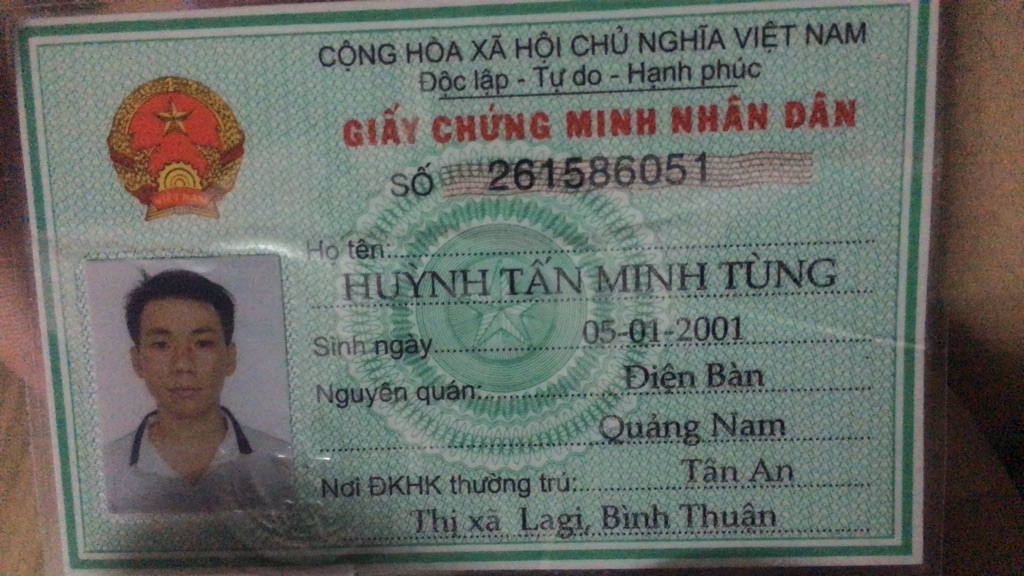 CỘNG HÒA XÃ HỘI CHỦ NGHĨA VIỆT NAM
Độc lập - Tự do - Hạnh phúc
GIẤY CHỨNG MINH NHÂN DÂN
SỐ 261586051
Họ tên:
HUỲNH TẤN MINH TÙNG
Sinh ngày 05-01-2001
Nguyên quán: Điện Bàn
Quảng Nam
Nơi ĐKHK thường trú: Tân An
Thị xã Lagi, Bình Thuận